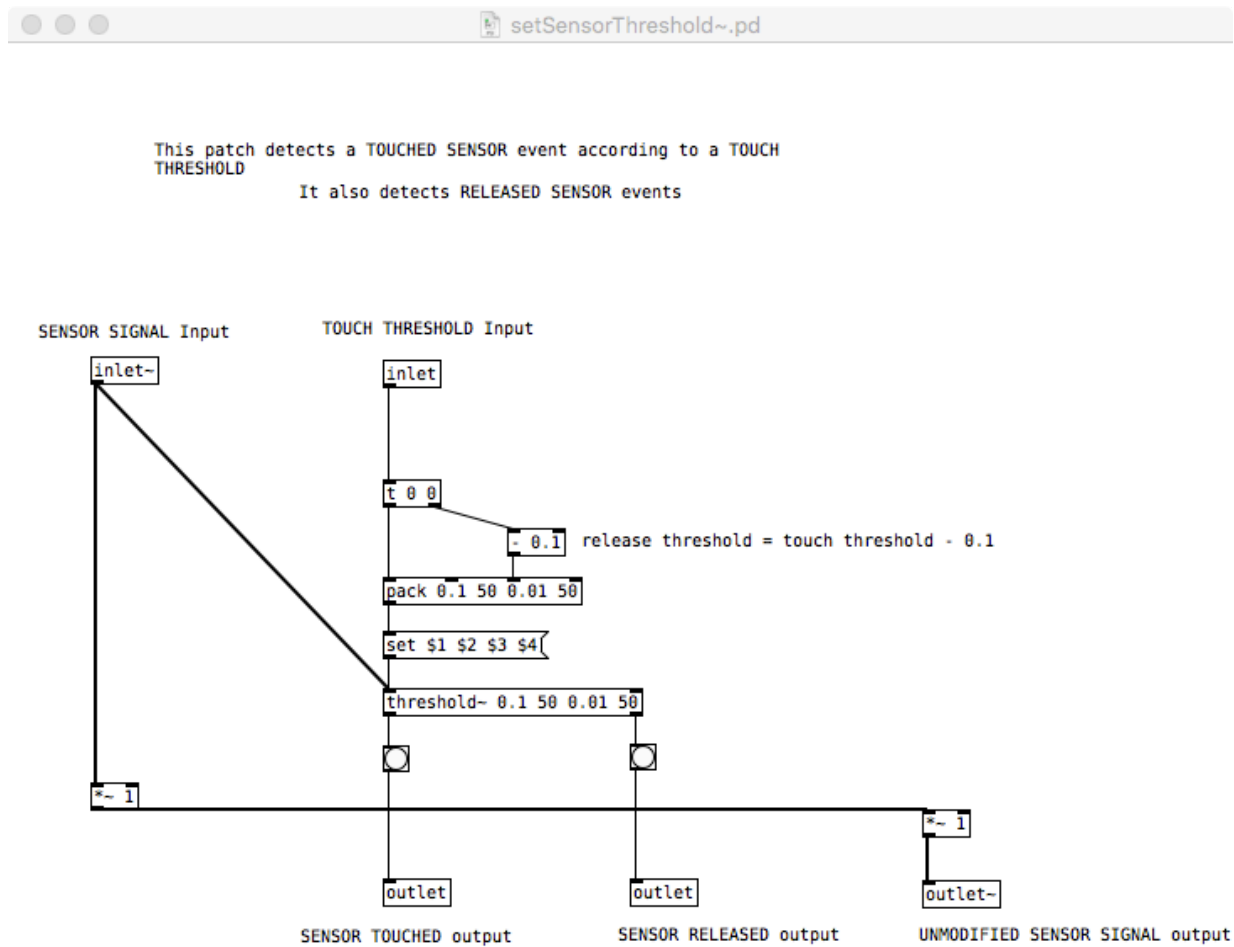 setSensorThreshold~.pd
This patch detects a TOUCHED SENSOR event according to a TOUCH
THRESHOLD
It also detects RELEASED SENSOR events
SENSOR SIGNAL Input
TOUCH THRESHOLD Input
inlet~
inlet
t 0 0
- 0.1
release threshold = touch threshold - 0.1
pack 0.1 50 0.01 50
set $1 $2 $3 $4
threshold~ 0.1 50 0.01 50
*~ 1
*~ 1
outlet
outlet
outlet~
SENSOR TOUCHED output
SENSOR RELEASED output
UNMODIFIED SENSOR SIGNAL output